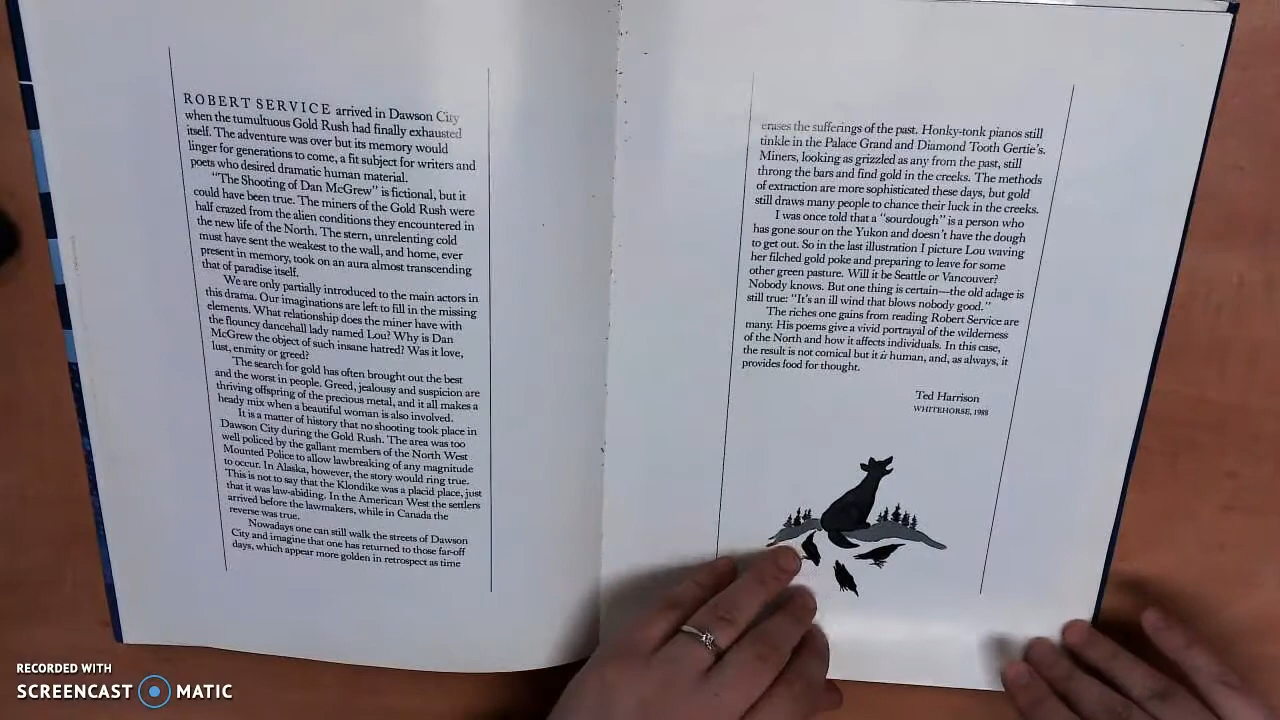 ROBERT SERVICE arrived in Dawson City
when the tumultuous Gold Rush had finally exhausted
itself. The adventure was over but its memory would
linger for generations to come, a fit subject for writers and
poets who desired dramatic human material.
"The Shooting of Dan McGrew" is fictional, but it
could have been true. The miners of the Gold Rush were
half crazed from the alien conditions they encountered in
the new life of the North. The stern, unrelenting cold
must have sent the weakest to the wall, and home, ever
present in memory, took on an aura almost transcending
that of paradise itself.
We are only partially introduced to the main actors in
this drama. Our imaginations are left to fill in the missing
elements. What relationship does the miner have with
the flouncy dancehall lady named Lou? Why is Dan
McGrew the object of such insane hatred? Was it love,
lust, enmity or greed?
The search for gold has often brought out the best
and the worst in people. Greed, jealousy and suspicion are
thriving offspring of the precious metal, and it all makes a
heady mix when a beautiful woman is also involved.
It is a matter of history that no shooting took place in
Dawson City during the Gold Rush. The area was too
well policed by the gallant members of the North West
Mounted Police to allow lawbreaking of any magnitude
to occur. In Alaska, however, the story would ring true.
This is not to say that the Klondike was a placid place, just
that it was law-abiding. In the American West the settlers
arrived before the lawmakers, while in Canada the
reverse was true.
Nowadays one can still walk the streets of Dawson
City and imagine that one has returned to those far-off
days, which appear more golden in retrospect as time
erases the sufferings of the past. Honky-tonk pianos still
tinkle in the Palace Grand and Diamond Tooth Gertie's.
Miners, looking as grizzled as any from the past, still
throng the bars and find gold in the creeks. The methods
of extraction are more sophisticated these days, but gold
still draws many people to chance their luck in the creeks.
I was once told that a "sourdough" is a person who
has gone sour on the Yukon and doesn't have the dough
to get out. So in the last illustration I picture Lou waving
her filched gold poke and preparing to leave for some
other green pasture. Will it be Seattle or Vancouver?
Nobody knows. But one thing is certain—the old adage is
still true: "It's an ill wind that blows nobody good."
The riches one gains from reading Robert Service are
many. His poems give a vivid portrayal of the wilderness
of the North and how it affects individuals. In this case,
the result is not comical but it is human, and, as always, it
provides food for thought.
Ted Harrison
WHITEHORSE, 1988
RECORDED WITH
SCREENCAST MATIC